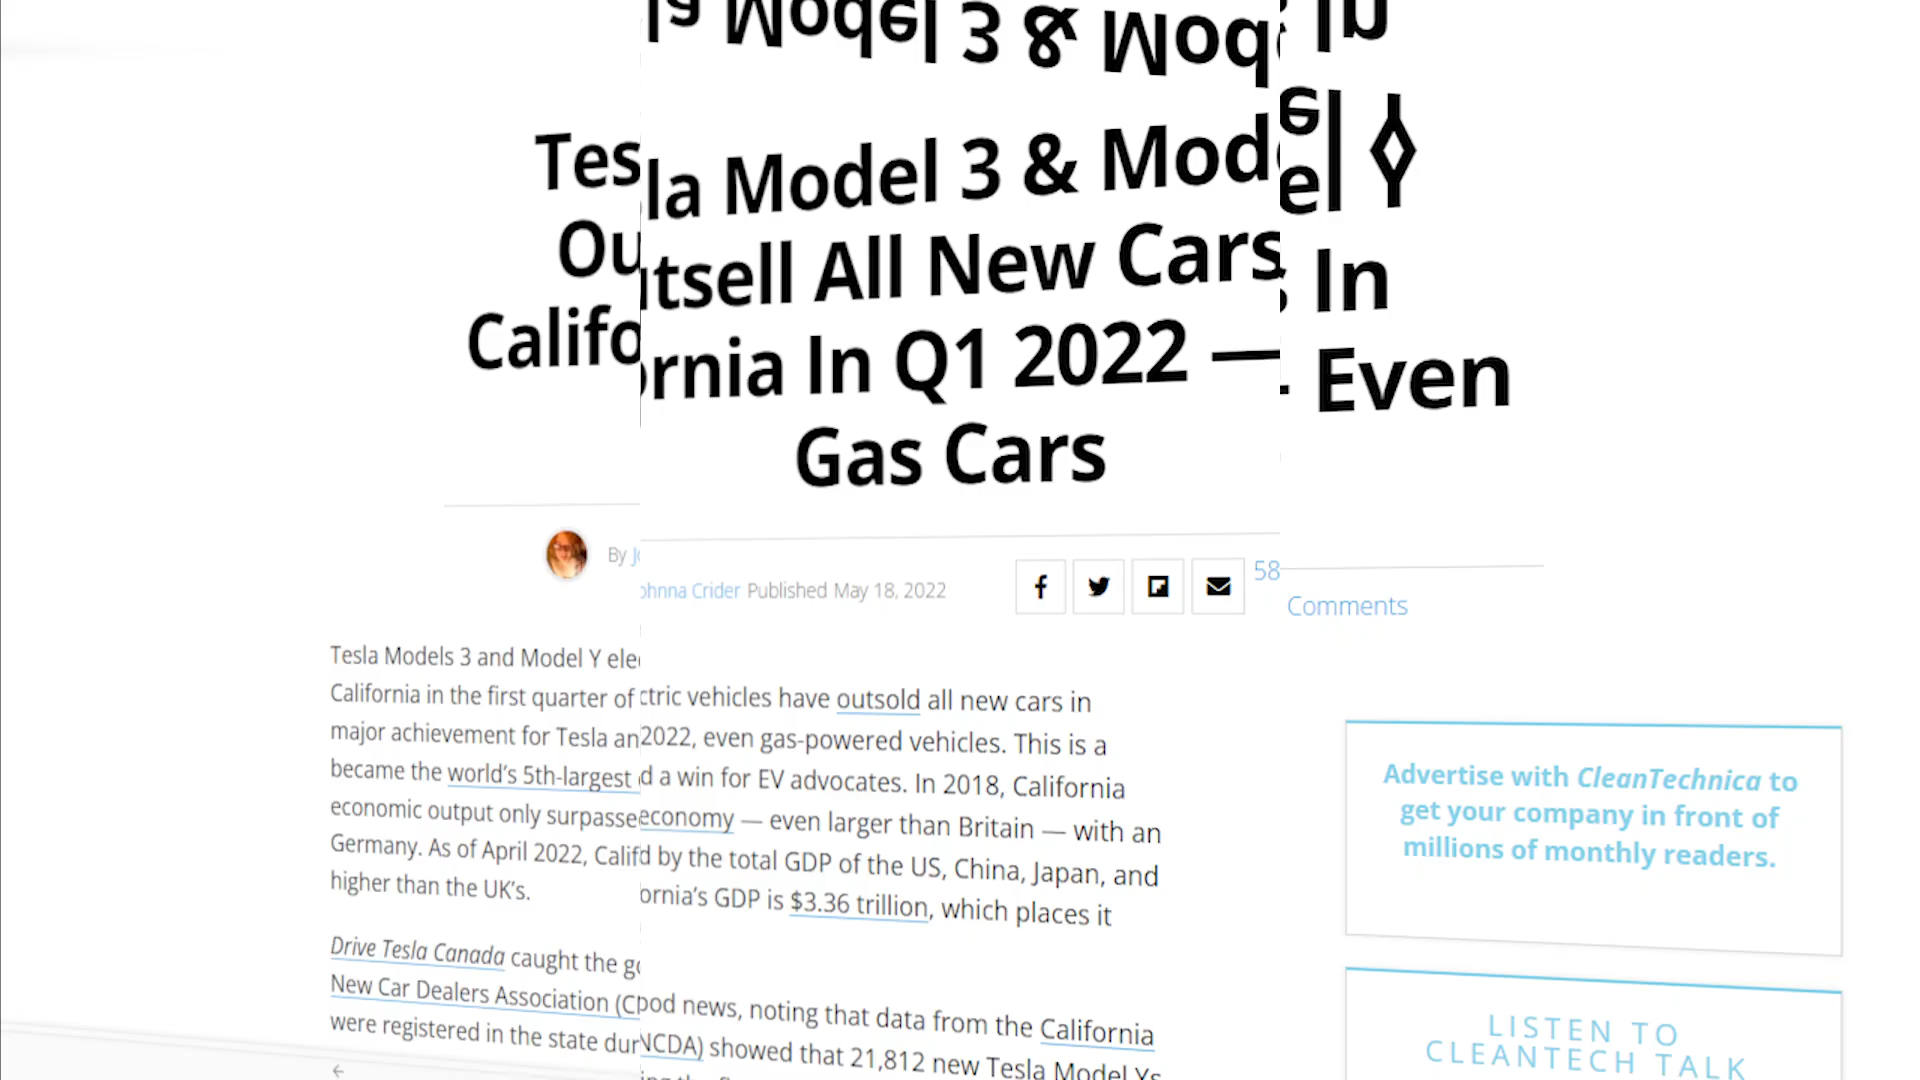 Tesla Model 3 & Model Y
Outsell All New Cars In
California In Q1 2022 — Even
Gas Cars
By Johnna Crider Published May 18, 2022
58
Comments
Tesla Models 3 and Model Y electric vehicles have outsold all new cars in
California in the first quarter of 2022, even gas-powered vehicles. This is a
major achievement for Tesla and a win for EV advocates. In 2018, California
became the world's 5th-largest economy — even larger than Britain — with an
economic output only surpassed by the total GDP of the US, China, Japan, and
Germany. As of April 2022, California's GDP is $3.36 trillion, which places it
higher than the UK's.
Drive Tesla Canada caught the good news, noting that data from the California
New Car Dealers Association (CNCDA) showed that 21,812 new Tesla Model Ys
were registered in the state during the
Advertise with CleanTechnica to
get your company in front of
millions of monthly readers.
LISTEN TO
CLEANTECH TALK